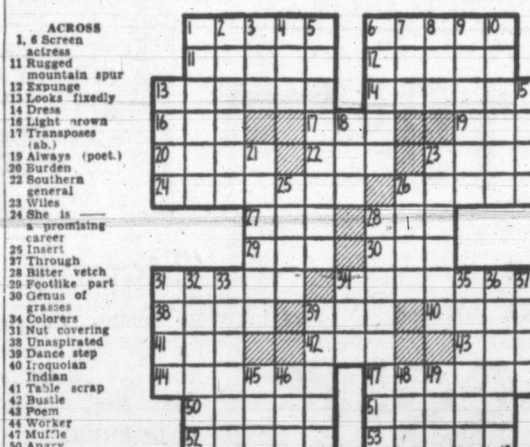 ACROSS
1, 6 Screen
actress
11 Rugged
mountain spur
12 Expunge
13 Looks fixedly
14 Dress
16 Light brown
17 Transposes
(ab.)
19 Always (poet.)
20 Burden
22 Southern
general
23 Wiles
24 She is —
a promising
career
26 Insert
27 Through
28 Bitter vetch
29 Footlike part
30 Genus of
grasses
34 Colorers
31 Nut covering
38 Unaspirated
39 Dance step
40 Iroquoian
Indian
41 Table scrap
42 Bustle
43 Poem
44 Worker
47 Muffle
50 Angry
1 2 3 4 5 6 7 8 9 10
11 12
13 14 15
16 17 18 19
20 21 22 23
24 25 26
27 28
29 30
31 32 33 34 35 36 37
38 39 40
41 42 43
44 45 46 47 48 49
50 51
52 53